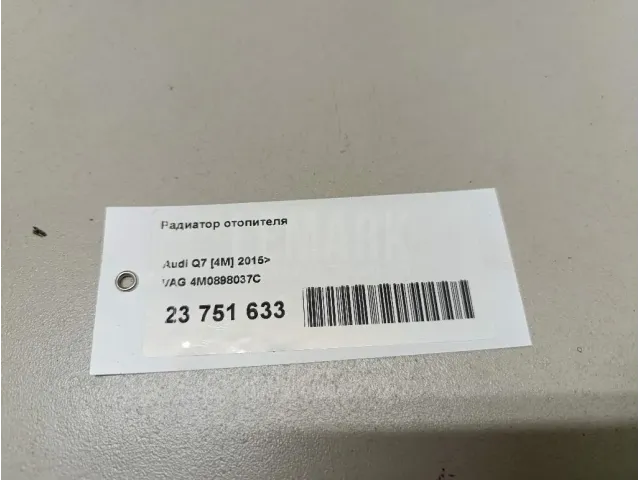 Радиатор отопителя
Audi Q7 [4M] 2015>
VAG 4M0898037C
23 751 633